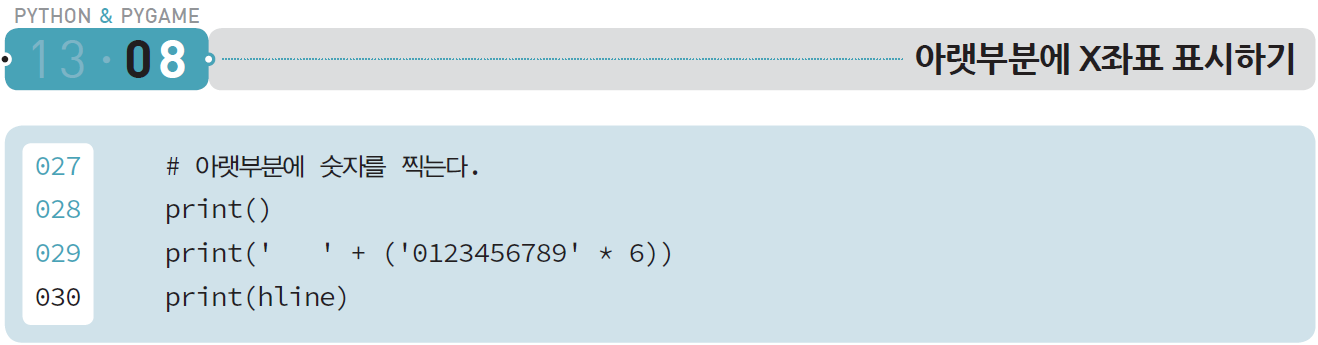 PYTHON & PYGAME
13·08
아랫부분에 X좌표 표시하기
027 # 아랫부분에 숫자를 찍는다.
028 print()
029 print('   ' + ('0123456789' * 6))
030 print(hline)